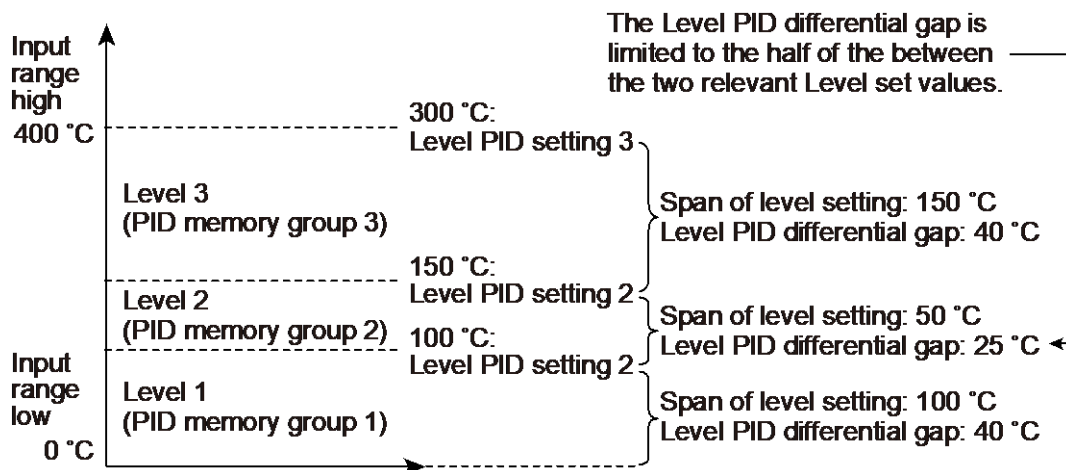 The Level PID differential gap is
limited to the half of the between
the two relevant Level set values.
Input
range
high
400 °C
300 °C:
Level PID setting 3
Level 3
(PID memory group 3)
Span of level setting: 150 °C
Level PID differential gap: 40 °C
150 °C:
Level PID setting 2
Level 2
(PID memory group 2)
Span of level setting: 50 °C
Level PID differential gap: 25 °C
100 °C:
Level PID setting 2
Input
range
low
0 °C
Level 1
(PID memory group 1)
Span of level setting: 100 °C
Level PID differential gap: 40 °C